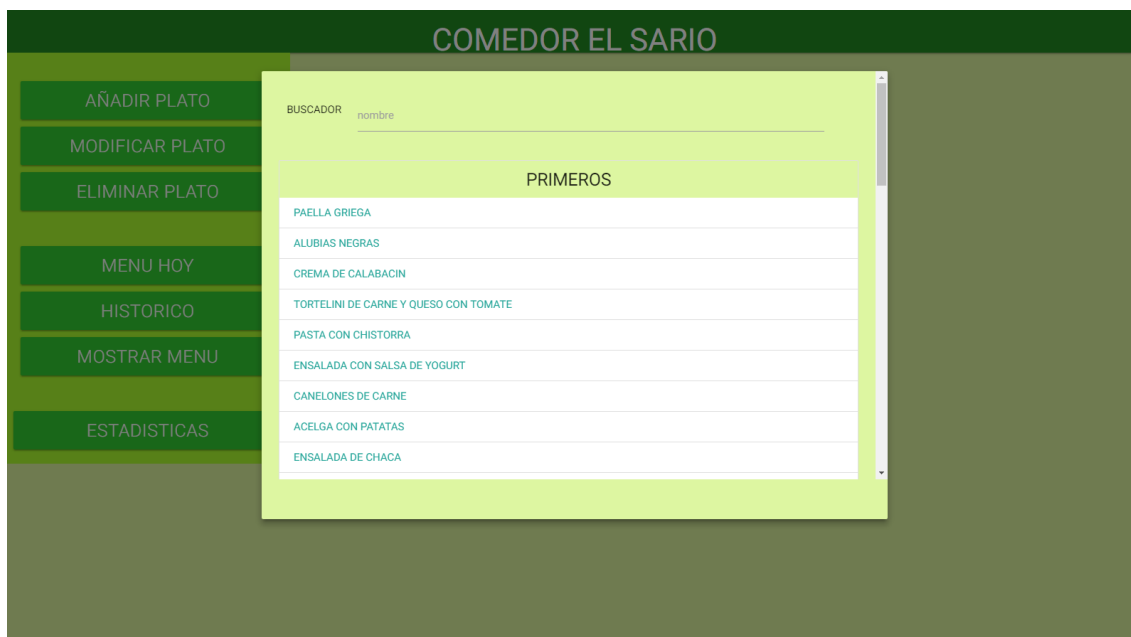 COMEDOR EL SARIO
AÑADIR PLATO
MODIFICAR PLATO
ELIMINAR PLATO
MENU HOY
HISTORICO
MOSTRAR MENU
ESTADISTICAS
BUSCADOR nombre
PRIMEROS
PAELLA GRIEGA
ALUBIAS NEGRAS
CREMA DE CALABACIN
TORTELINI DE CARNE Y QUESO CON TOMATE
PASTA CON CHISTORRA
ENSALADA CON SALSA DE YOGURT
CANELONES DE CARNE
ACELGA CON PATATAS
ENSALADA DE CHACA